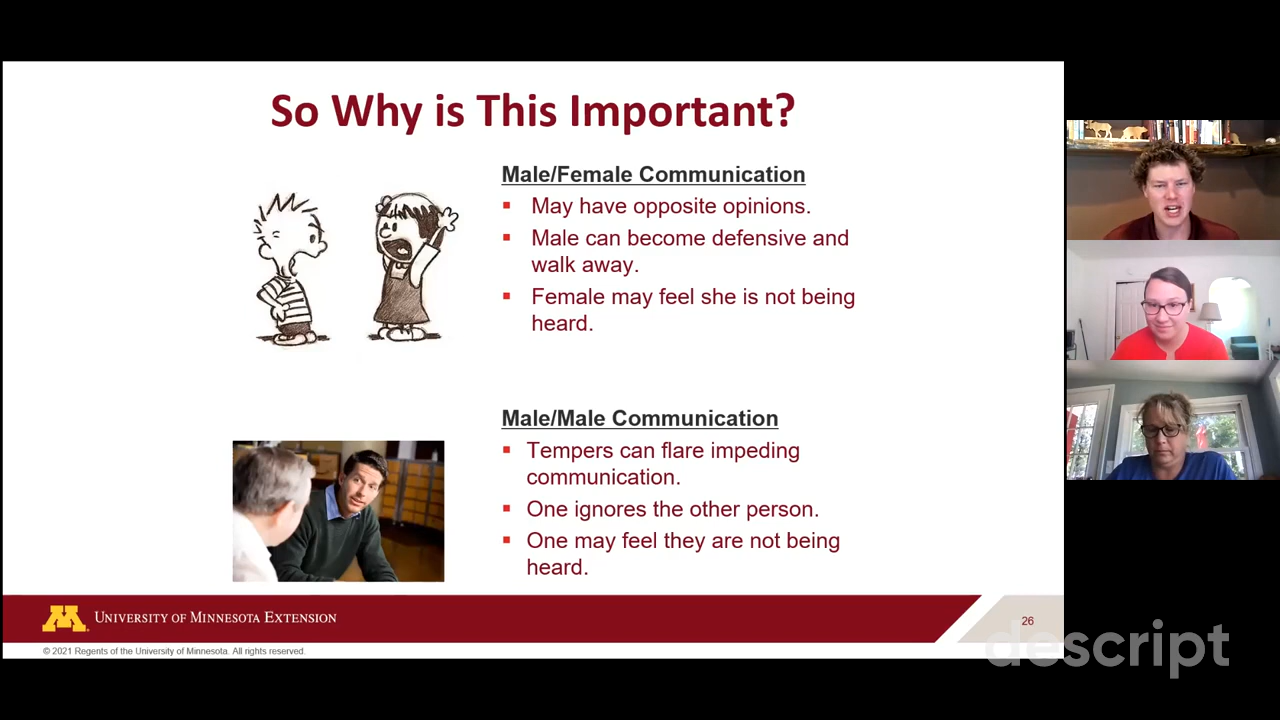 So Why is This Important?
Male/Female Communication
May have opposite opinions.
Male can become defensive and
walk away.
Female may feel she is not being
heard.
Male/Male Communication
Tempers can flare impeding
communication.
One ignores the other person.
One may feel they are not being
heard.
UNIVERSITY OF MINNESOTA EXTENSION
26
© 2021 Regents of the University of Minnesota. All rights reserved.
descript